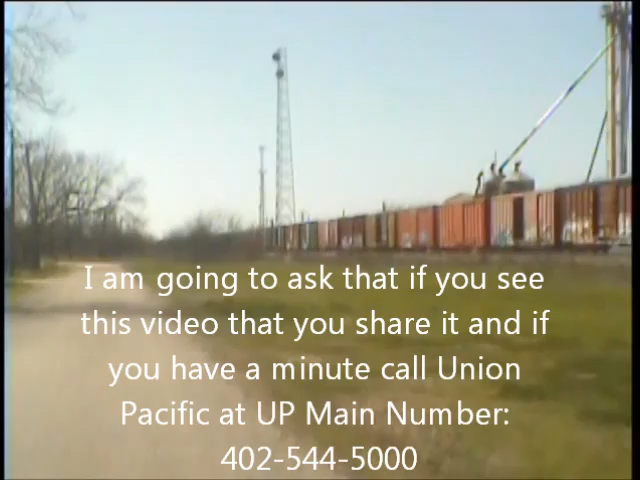 I am going to ask that if you see
this video that you share it and if
you have a minute call Union
Pacific at UP Main Number:
402-544-5000